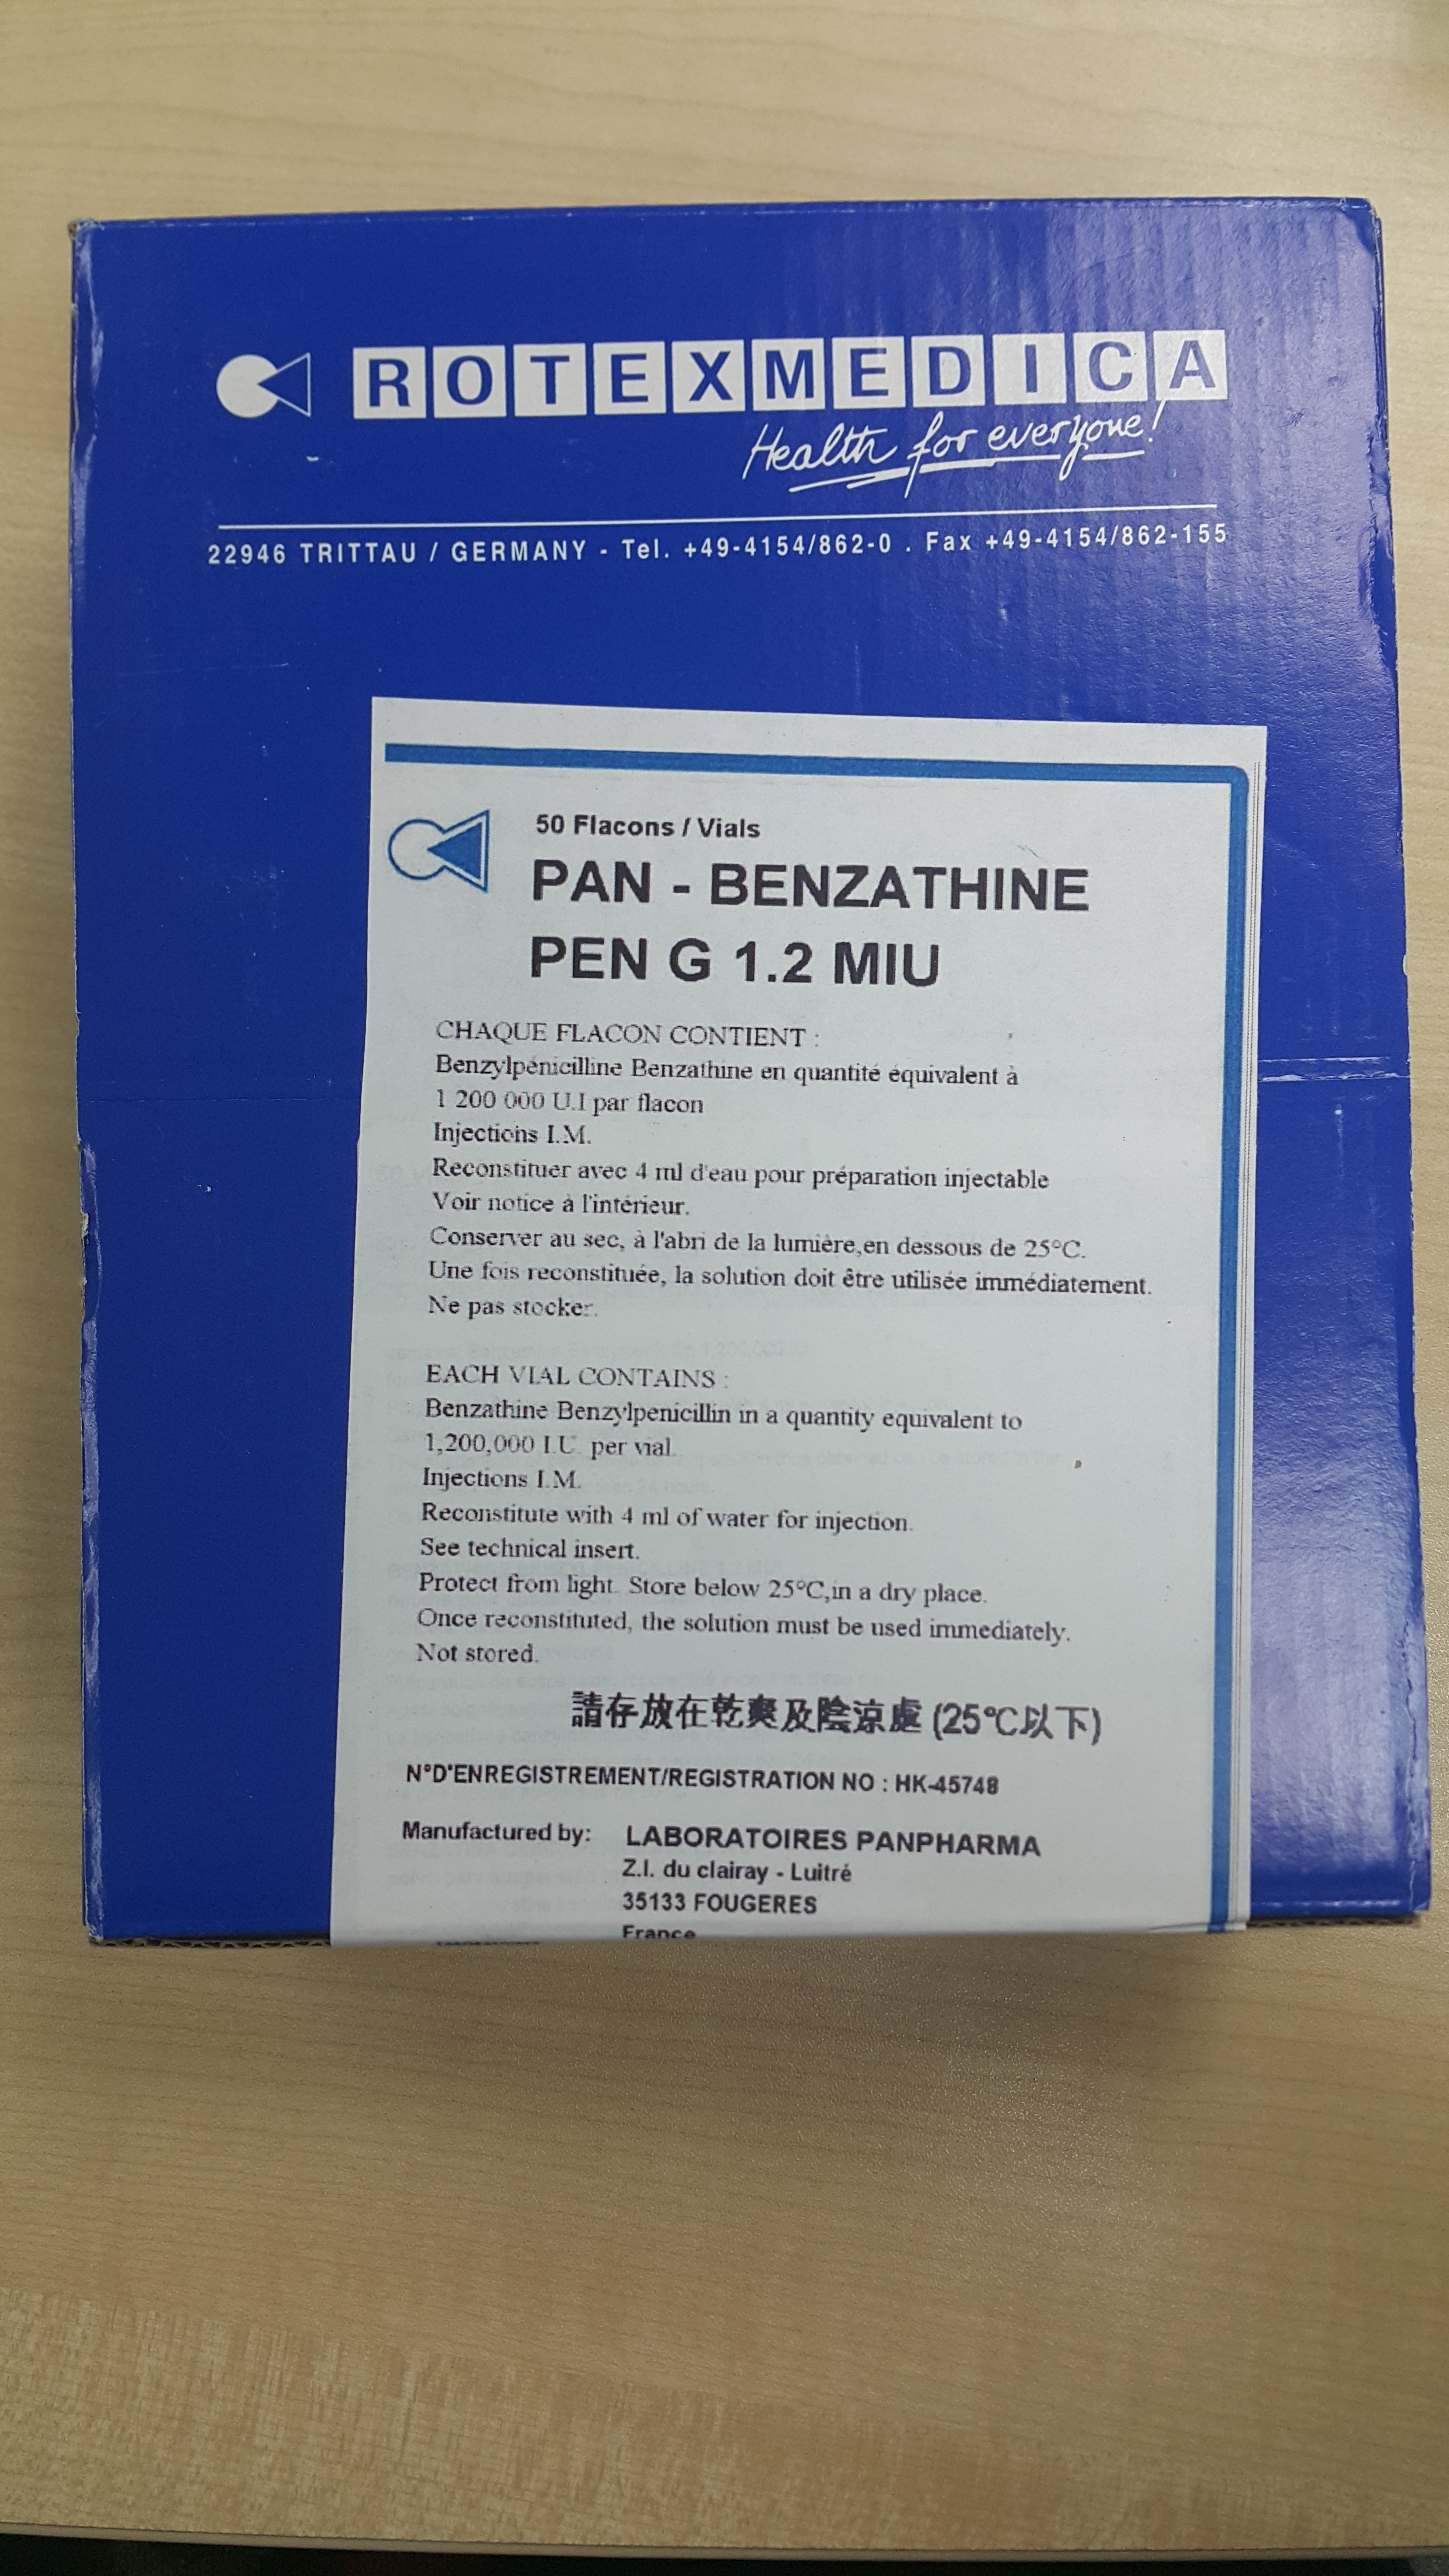 ROTEXMEDICA
Health for everyone!
22946 TRITTAU / GERMANY - Tel. +49-4154/862-0 . Fax +49-4154/862-155
50 Flacons / Vials
PAN - BENZATHINE
PEN G 1.2 MIU
CHAQUE FLACON CONTIENT :
Benzylpénicilline Benzathine en quantité équivalent à
1 200 000 U.I par flacon
Injections I.M.
Reconstituer avec 4 ml d'eau pour préparation injectable
Voir notice à l'intérieur.
Conserver au sec, à l'abri de la lumière,en dessous de 25°C.
Une fois reconstituée, la solution doit être utilisée immédiatement.
Ne pas stocker.
EACH VIAL CONTAINS :
Benzathine Benzylpenicillin in a quantity equivalent to
1,200,000 I.U. per vial.
Injections I.M.
Reconstitute with 4 ml of water for injection.
See technical insert.
Protect from light. Store below 25°C,in a dry place.
Once reconstituted, the solution must be used immediately.
Not stored.
請存放在乾爽及陰涼處 (25℃以下)
N°D'ENREGISTREMENT/REGISTRATION NO : HK-45748
Manufactured by: LABORATOIRES PANPHARMA
Z.I. du clairay - Luitré
35133 FOUGERES
France